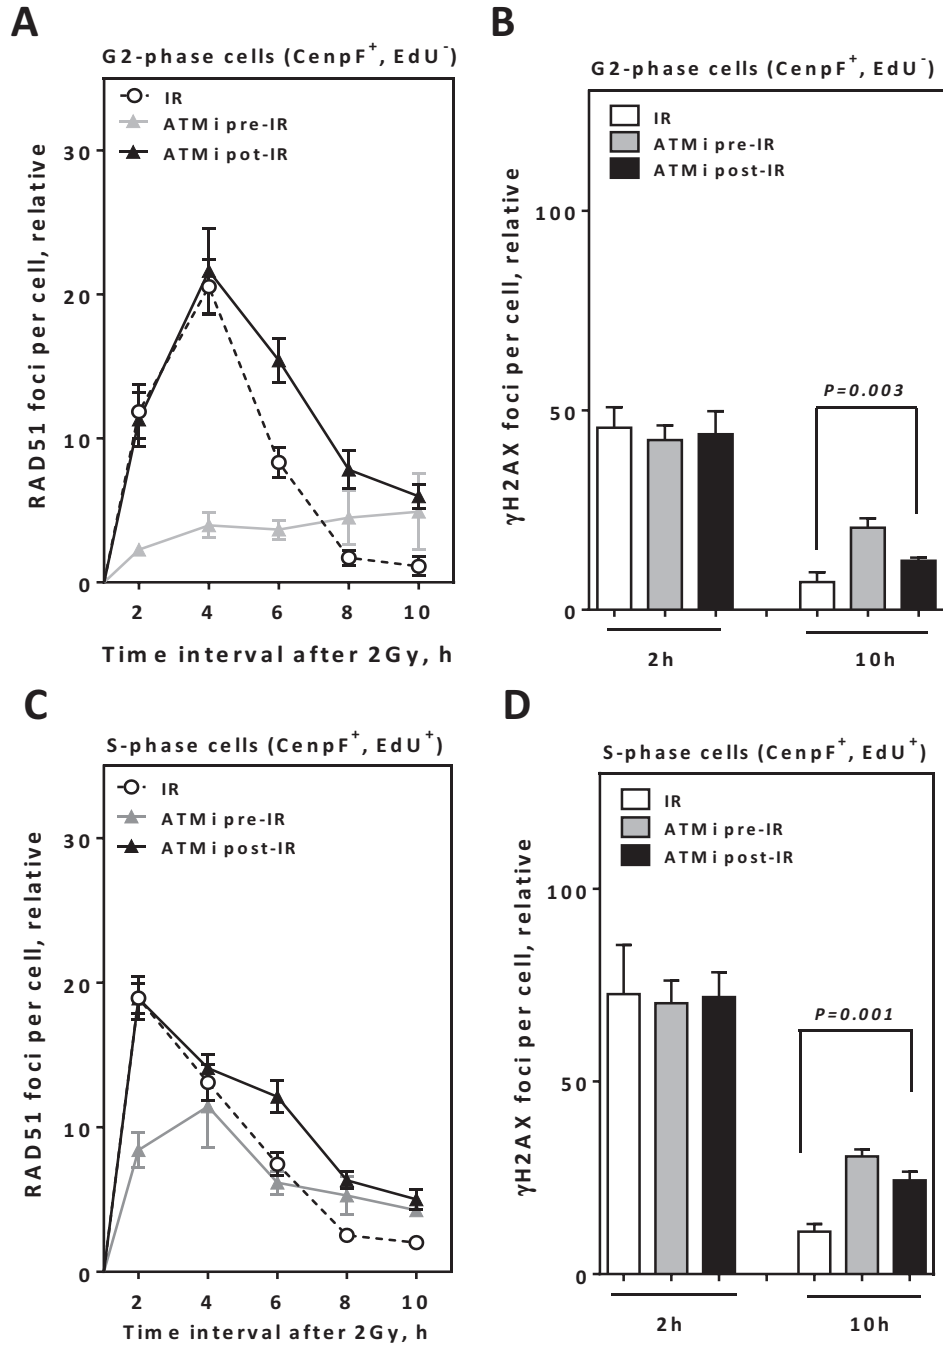 A
G2-phase cells (CenpF+, EdU-)
IR
ATMi pre-IR
ATMi pot-IR
RAD51 foci per cell, relative
30
20
10
0
2 4 6 8 10
Time interval after 2Gy, h
B
G2-phase cells (CenpF+, EdU-)
IR
ATMi pre-IR
ATMi post-IR
γH2AX foci per cell, relative
100
50
0
P=0.003
2h 10h
C
S-phase cells (CenpF+, EdU+)
IR
ATMi pre-IR
ATMi post-IR
RAD51 foci per cell, relative
30
20
10
0
2 4 6 8 10
Time interval after 2Gy, h
D
S-phase cells (CenpF+, EdU+)
IR
ATMi pre-IR
ATMi post-IR
γH2AX foci per cell, relative
100
50
0
P=0.001
2h 10h